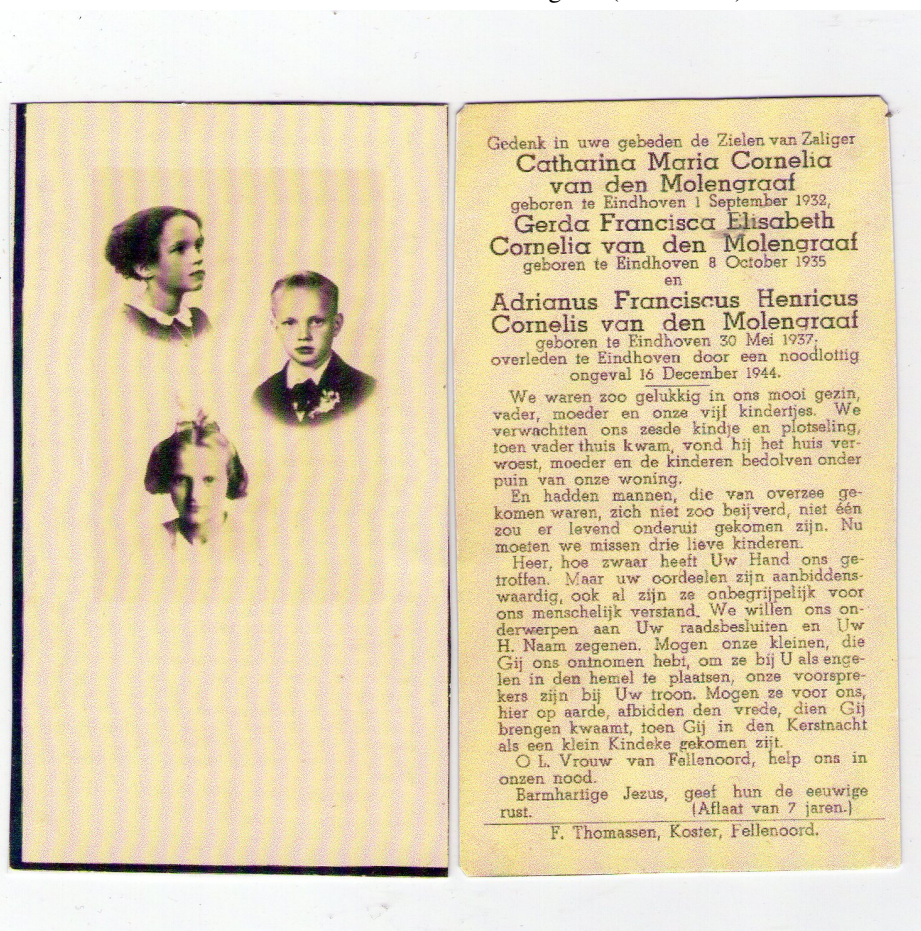 Gedenk in uwe gebeden de Zielen van Zaliger
Catharina Maria Cornelia
van den Molengraaf
geboren te Eindhoven 1 September 1932,
Gerda Francisca Elisabeth
Cornelia van den Molengraaf
geboren te Eindhoven 8 October 1935
en
Adrianus Franciscus Henricus
Cornelis van den Molengraaf
geboren te Eindhoven 30 Mei 1937;
overleden te Eindhoven door een noodlottig
ongeval 16 December 1944.
We waren zoo gelukkig in ons mooi gezin,
vader, moeder en onze vijf kindertjes. We
verwachtten ons zesde kindje en plotseling,
toen vader thuis kwam, vond hij het huis ver-
woest, moeder en de kinderen bedolven onder
puin van onze woning.
En hadden mannen, die van overzee ge-
komen waren, zich niet zoo beijverd, niet één
zou er levend onderuit gekomen zijn. Nu
moeten we missen drie lieve kinderen.
Heer, hoe zwaar heeft Uw Hand ons ge-
troffen. Maar uw oordeelen zijn aanbiddens-
waardig, ook al zijn ze onbegrijpelijk voor
ons menschelijk verstand. We willen ons on-
derwerpen aan Uw raadsbesluiten en Uw
H. Naam zegenen. Mogen onze kleinen, die
Gij ons ontnomen hebt, om ze bij U als enge-
len in den hemel te plaatsen, onze voorspre-
kers zijn bij Uw troon. Mogen ze voor ons,
hier op aarde, afbidden den vrede, dien Gij
brengen kwaamt, toen Gij in den Kerstnacht
als een klein Kindeke gekomen zijt.
O L. Vrouw van Fellenoord, help ons in
onzen nood.
Barmhartige Jezus, geef hun de eeuwige
rust. (Aflaat van 7 jaren.)
F. Thomassen, Koster, Fellenoord.